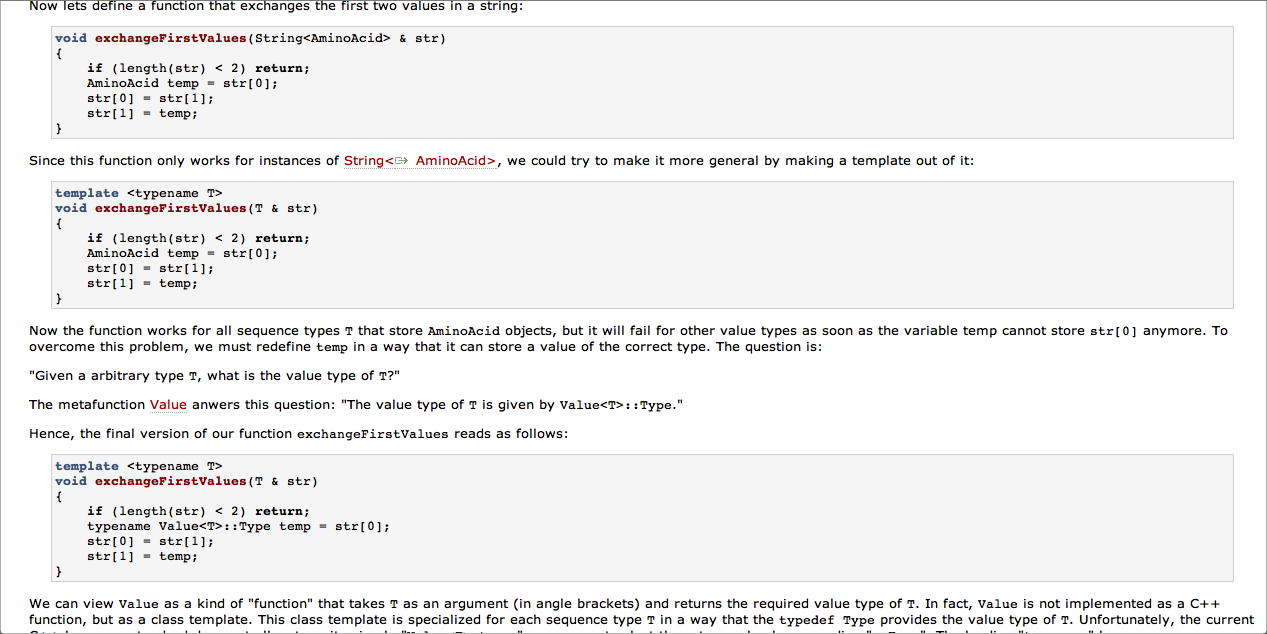 Now lets define a function that exchanges the first two values in a string:
void exchangeFirstValues(String<AminoAcid> & str)
{
if (length(str) < 2) return;
AminoAcid temp = str[0];
str[0] = str[1];
str[1] = temp;
}
Since this function only works for instances of String< AminoAcid>, we could try to make it more general by making a template out of it:
template <typename T>
void exchangeFirstValues(T & str)
{
if (length(str) < 2) return;
AminoAcid temp = str[0];
str[0] = str[1];
str[1] = temp;
}
Now the function works for all sequence types T that store AminoAcid objects, but it will fail for other value types as soon as the variable temp cannot store str[0] anymore. To
overcome this problem, we must redefine temp in a way that it can store a value of the correct type. The question is:
"Given a arbitrary type T, what is the value type of T?"
The metafunction Value anwers this question: "The value type of T is given by Value<T>::Type."
Hence, the final version of our function exchangeFirstValues reads as follows:
template <typename T>
void exchangeFirstValues(T & str)
{
if (length(str) < 2) return;
typename Value<T>::Type temp = str[0];
str[0] = str[1];
str[1] = temp;
}
We can view Value as a kind of "function" that takes T as an argument (in angle brackets) and returns the required value type of T. In fact, Value is not implemented as a C++
function, but as a class template. This class template is specialized for each sequence type T in a way that the typedef Type provides the value type of T. Unfortunately, the current